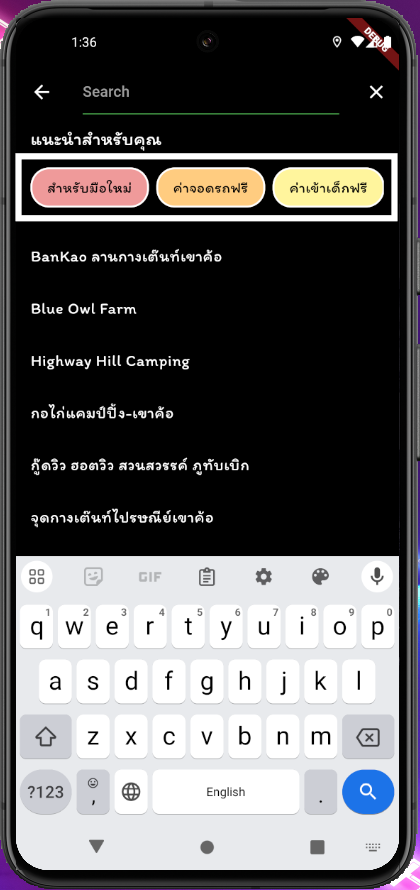 1:36
DEBUG
Search
แนะนำสำหรับคุณ
สำหรับมือใหม่ ค่าจอดรถฟรี ค่าเข้าเด็กฟรี
BanKao ลานกางเต๊นท์เขาค้อ
Blue Owl Farm
Highway Hill Camping
กอไก่แคมป์ปิ้ง-เขาค้อ
กู๊ดวิว ฮอตวิว สวนสวรรค์ ภูทับเบิก
จุดกางเต๊นท์ไปรษณีย์เขาค้อ
GIF
1 2 3 4 5 6 7 8 9 0
q w e r t y u i o p
a s d f g h j k l
z x c v b n m
?123 , English .